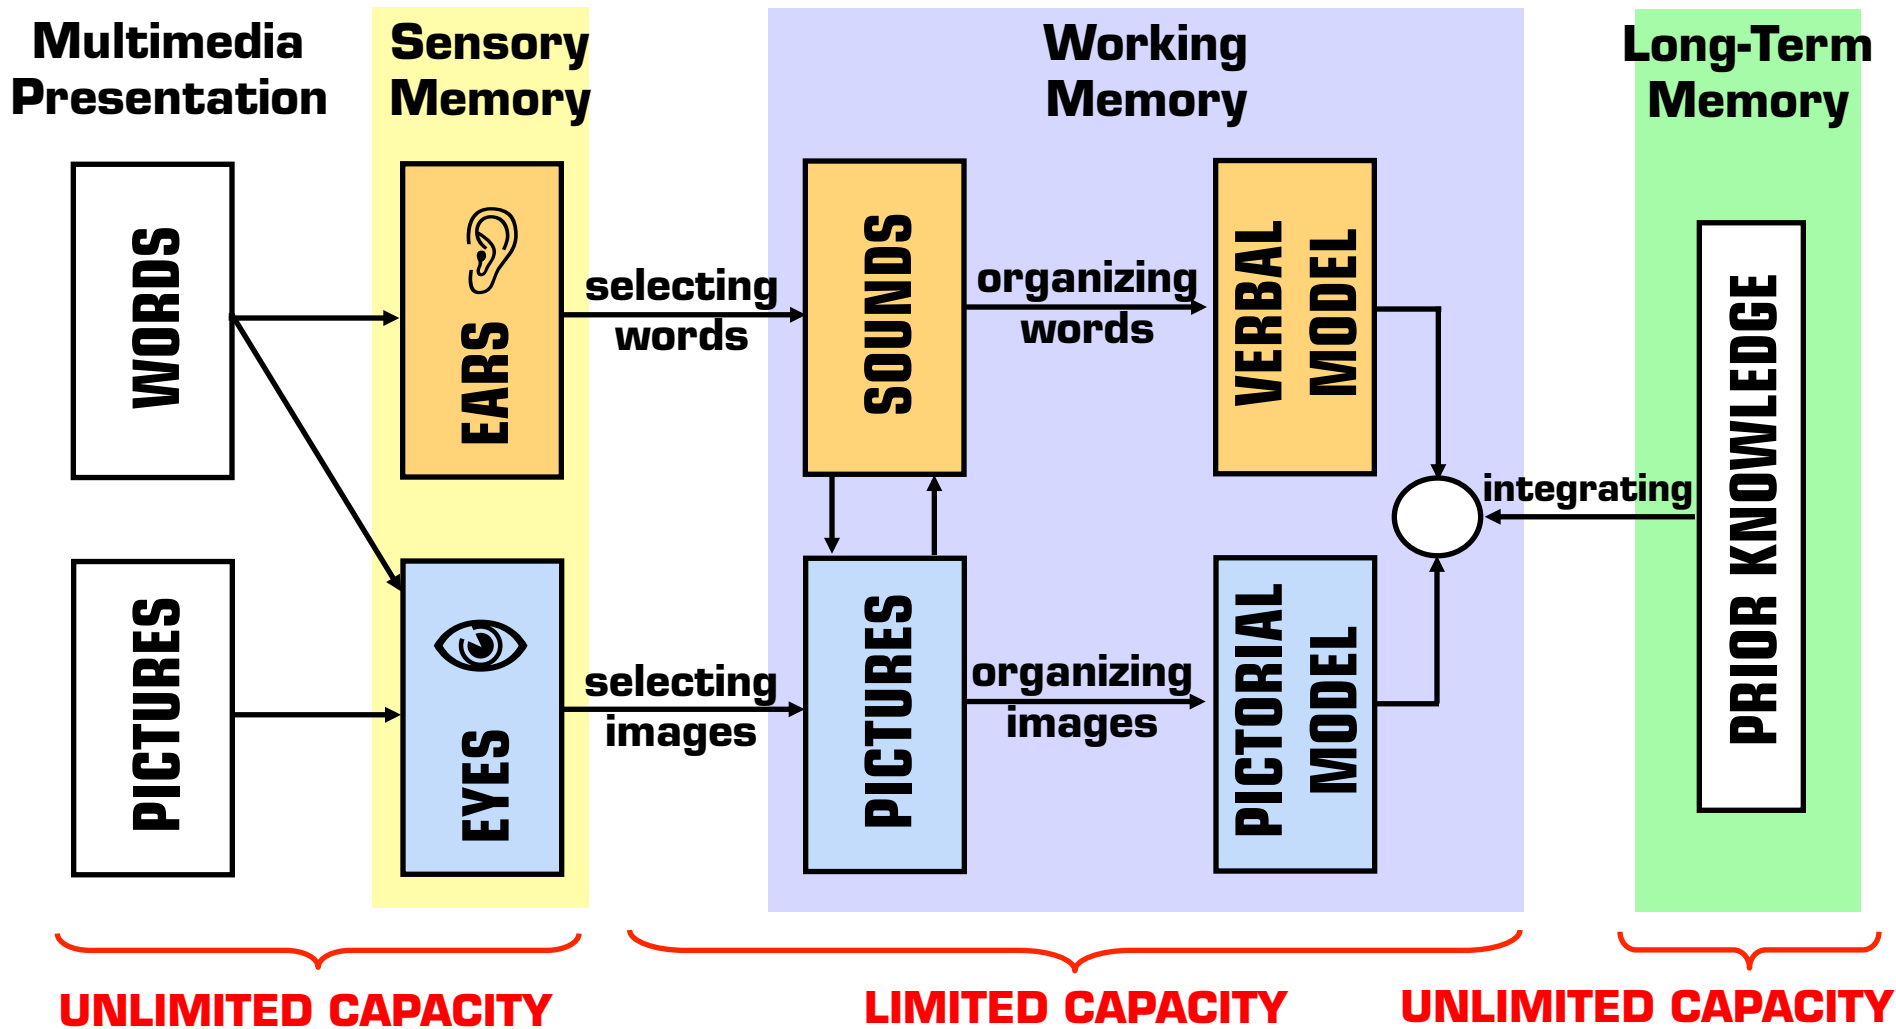 Multimedia
Presentation
Sensory
Memory
Working
Memory
Long-Term
Memory
WORDS
EARS
selecting
words
SOUNDS
organizing
words
VERBAL
MODEL
integrating
PRIOR KNOWLEDGE
PICTURES
EYES
selecting
images
PICTURES
organizing
images
PICTORIAL
MODEL
UNLIMITED CAPACITY
LIMITED CAPACITY
UNLIMITED CAPACITY